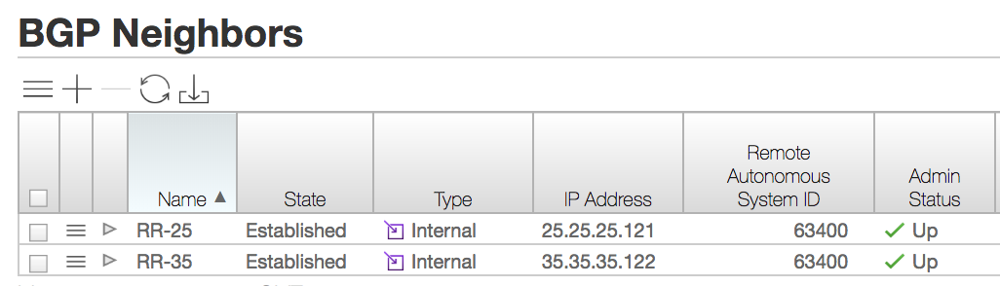 BGP Neighbors
Name ▲ State Type IP Address Remote Autonomous System ID Admin Status
RR-25 Established Internal 25.25.25.121 63400 Up
RR-35 Established Internal 35.35.35.122 63400 Up